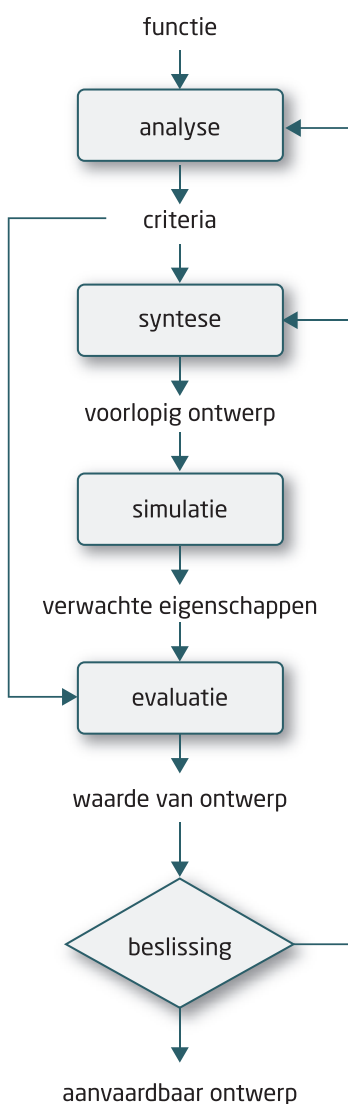 functie
analyse
criteria
syntese
voorlopig ontwerp
simulatie
verwachte eigenschappen
evaluatie
waarde van ontwerp
beslissing
aanvaardbaar ontwerp